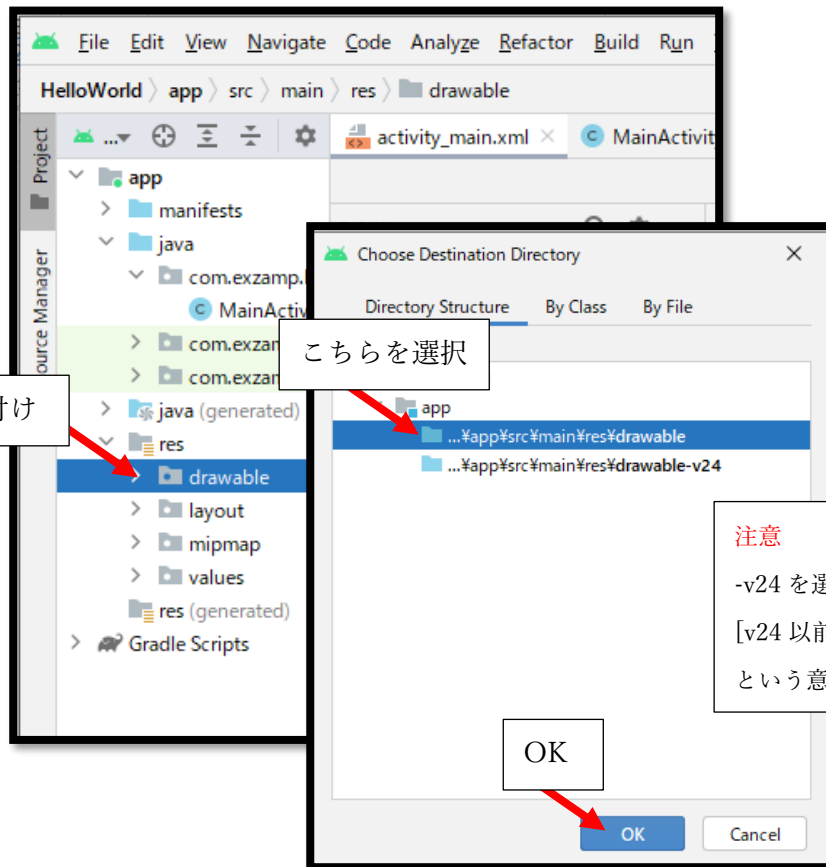 File Edit View Navigate Code Analyze Refactor Build Run
HelloWorld 〉 app 〉 src 〉 main 〉 res 〉 drawable
...
activity_main.xml
MainActivit
Project
ource Manager
app
manifests
java
com.exzamp.
MainActiv
com.exzam
com.exzam
java (generated)
付け
res
drawable
layout
mipmap
values
res (generated)
Gradle Scripts
Choose Destination Directory
Directory Structure By Class By File
こちらを選択
app
...¥app¥src¥main¥res¥drawable
...¥app¥src¥main¥res¥drawable-v24
注意
-v24 を選
[v24 以前
という意
OK
OK Cancel